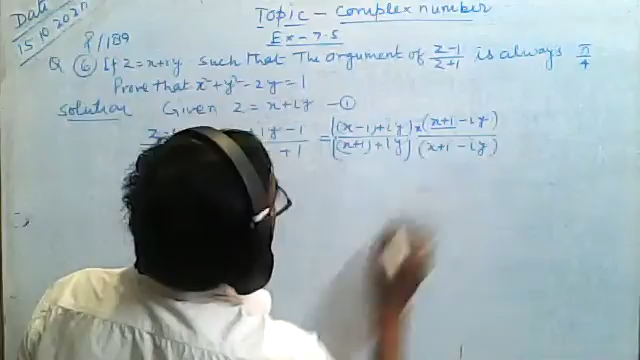 Date
15.10.2020
Topic - Complex number
P/189
Ex-7.5
Q 6 If z=x+iy such that The argument of z-1/z+1 is always π/4
Prove that x²+y²-2y=1
Solution Given z = x+iy -①
iy-1 / +1 = ((x-1)+iy)×(x+1-iy) / ((x+1)+iy) (x+1-iy)